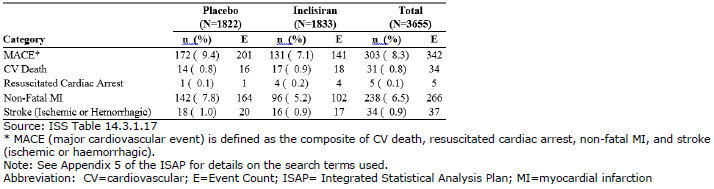 Placebo Inclisiran Total
(N=1822) (N=1833) (N=3655)
Category n (%) E n (%) E n (%) E
MACE* 172 ( 9.4) 201 131 ( 7.1) 141 303 ( 8.3) 342
CV Death 14 ( 0.8) 16 17 ( 0.9) 18 31 ( 0.8) 34
Resuscitated Cardiac Arrest 1 ( 0.1) 1 4 ( 0.2) 4 5 ( 0.1) 5
Non-Fatal MI 142 ( 7.8) 164 96 ( 5.2) 102 238 ( 6.5) 266
Stroke (Ischemic or Hemorrhagic) 18 ( 1.0) 20 16 ( 0.9) 17 34 ( 0.9) 37
Source: ISS Table 14.3.1.17
* MACE (major cardiovascular event) is defined as the composite of CV death, resuscitated cardiac arrest, non-fatal MI, and stroke
(ischemic or haemorrhagic).
Note: See Appendix 5 of the ISAP for details on the search terms used.
Abbreviation: CV=cardiovascular; E=Event Count; ISAP= Integrated Statistical Analysis Plan; MI=myocardial infarction